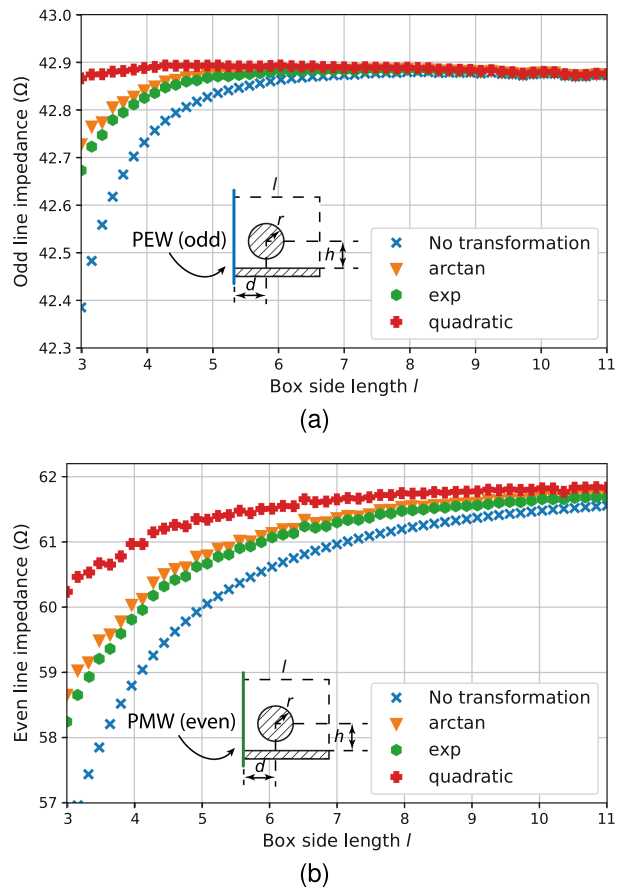 43.0
42.9
42.8
42.7
42.6
42.5
42.4
42.3
Odd line impedance (Ω)
l
r
h
d
PEW (odd)
No transformation
arctan
exp
quadratic
3 4 5 6 7 8 9 10 11
Box side length l
(a)
62
61
60
59
58
57
Even line impedance (Ω)
l
r
h
d
PMW (even)
No transformation
arctan
exp
quadratic
3 4 5 6 7 8 9 10 11
Box side length l
(b)